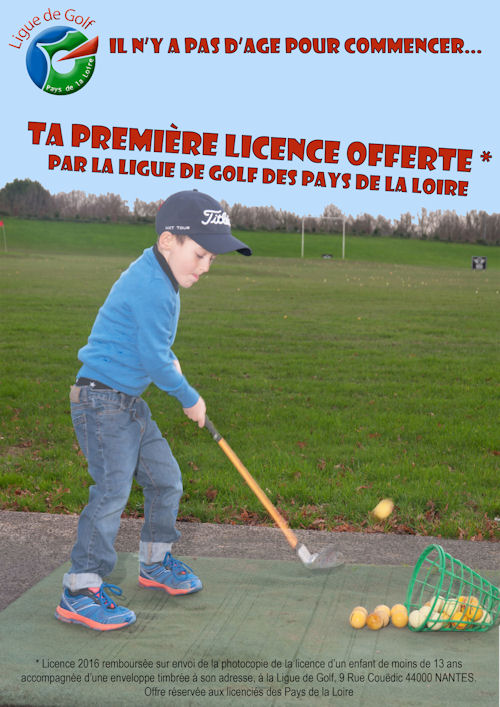 Ligue de Golf
Pays de la Loire
IL N'Y A PAS D'AGE POUR COMMENCER...
TA PREMIÈRE LICENCE OFFERTE *
PAR LA LIGUE DE GOLF DES PAYS DE LA LOIRE
Titleist
NXT TOUR
* Licence 2016 remboursée sur envoi de la photocopie de la licence d'un enfant de moins de 13 ans
accompagnée d'une enveloppe timbrée à son adresse, à la Ligue de Golf, 9 Rue Couëdic 44000 NANTES.
Offre réservée aux licenciés des Pays de la Loire